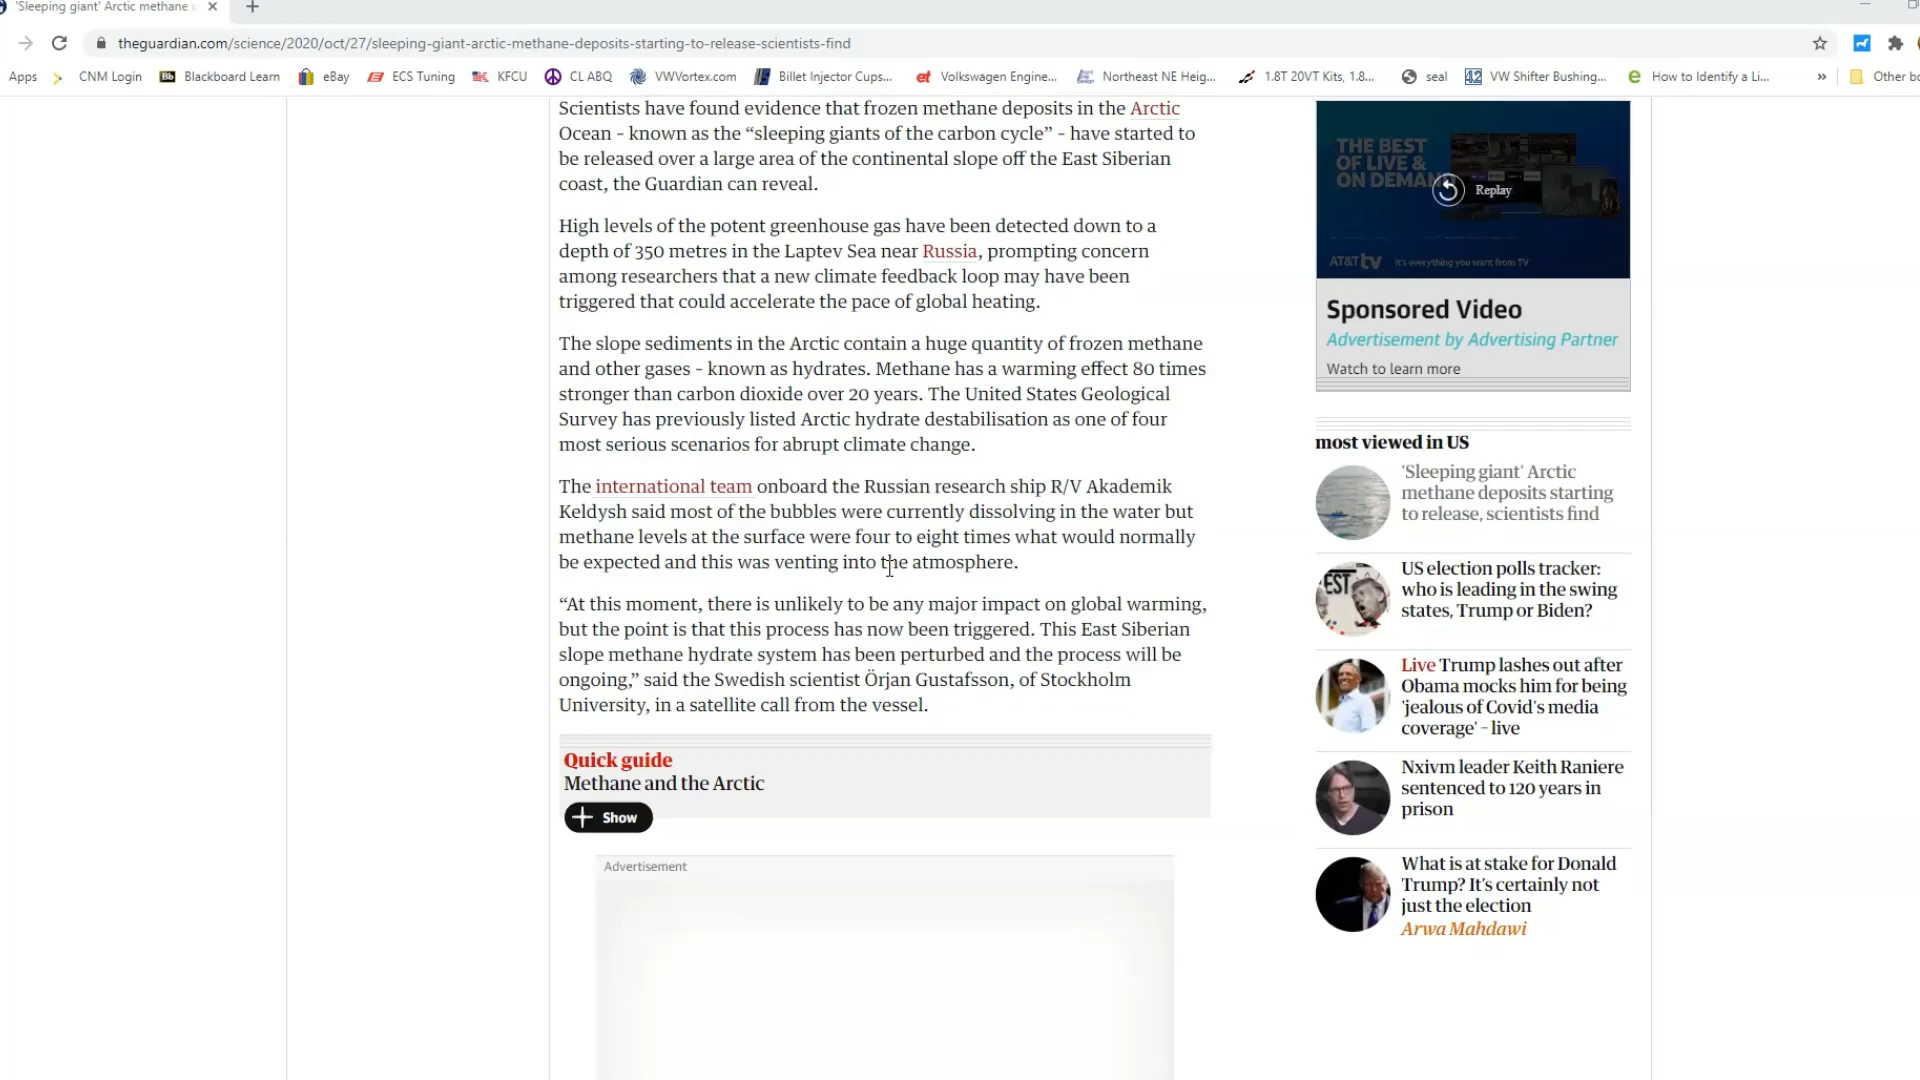 'Sleeping giant' Arctic methane
theguardian.com/science/2020/oct/27/sleeping-giant-arctic-methane-deposits-starting-to-release-scientists-find
Apps CNM Login Blackboard Learn eBay ECS Tuning KFCU CL ABQ VWVortex.com Billet Injector Cups... Volkswagen Engine... Northeast NE Heig... 1.8T 20VT Kits, 1.8... seal VW Shifter Bushing... How to Identify a Li... » Other bo
Scientists have found evidence that frozen methane deposits in the Arctic
Ocean - known as the “sleeping giants of the carbon cycle” - have started to
be released over a large area of the continental slope off the East Siberian
coast, the Guardian can reveal.
High levels of the potent greenhouse gas have been detected down to a
depth of 350 metres in the Laptev Sea near Russia, prompting concern
among researchers that a new climate feedback loop may have been
triggered that could accelerate the pace of global heating.
The slope sediments in the Arctic contain a huge quantity of frozen methane
and other gases - known as hydrates. Methane has a warming effect 80 times
stronger than carbon dioxide over 20 years. The United States Geological
Survey has previously listed Arctic hydrate destabilisation as one of four
most serious scenarios for abrupt climate change.
The international team onboard the Russian research ship R/V Akademik
Keldysh said most of the bubbles were currently dissolving in the water but
methane levels at the surface were four to eight times what would normally
be expected and this was venting into the atmosphere.
“At this moment, there is unlikely to be any major impact on global warming,
but the point is that this process has now been triggered. This East Siberian
slope methane hydrate system has been perturbed and the process will be
ongoing,” said the Swedish scientist Örjan Gustafsson, of Stockholm
University, in a satellite call from the vessel.
Quick guide
Methane and the Arctic
Show
Advertisement
THE BEST
OF LIVE &
ON DEMAN
Replay
AT&T tv It's everything you want from TV
Sponsored Video
Advertisement by Advertising Partner
Watch to learn more
most viewed in US
'Sleeping giant' Arctic
methane deposits starting
to release, scientists find
EST
US election polls tracker:
who is leading in the swing
states, Trump or Biden?
Live Trump lashes out after
Obama mocks him for being
'jealous of Covid's media
coverage' - live
Nxivm leader Keith Raniere
sentenced to 120 years in
prison
What is at stake for Donald
Trump? It's certainly not
just the election
Arwa Mahdawi